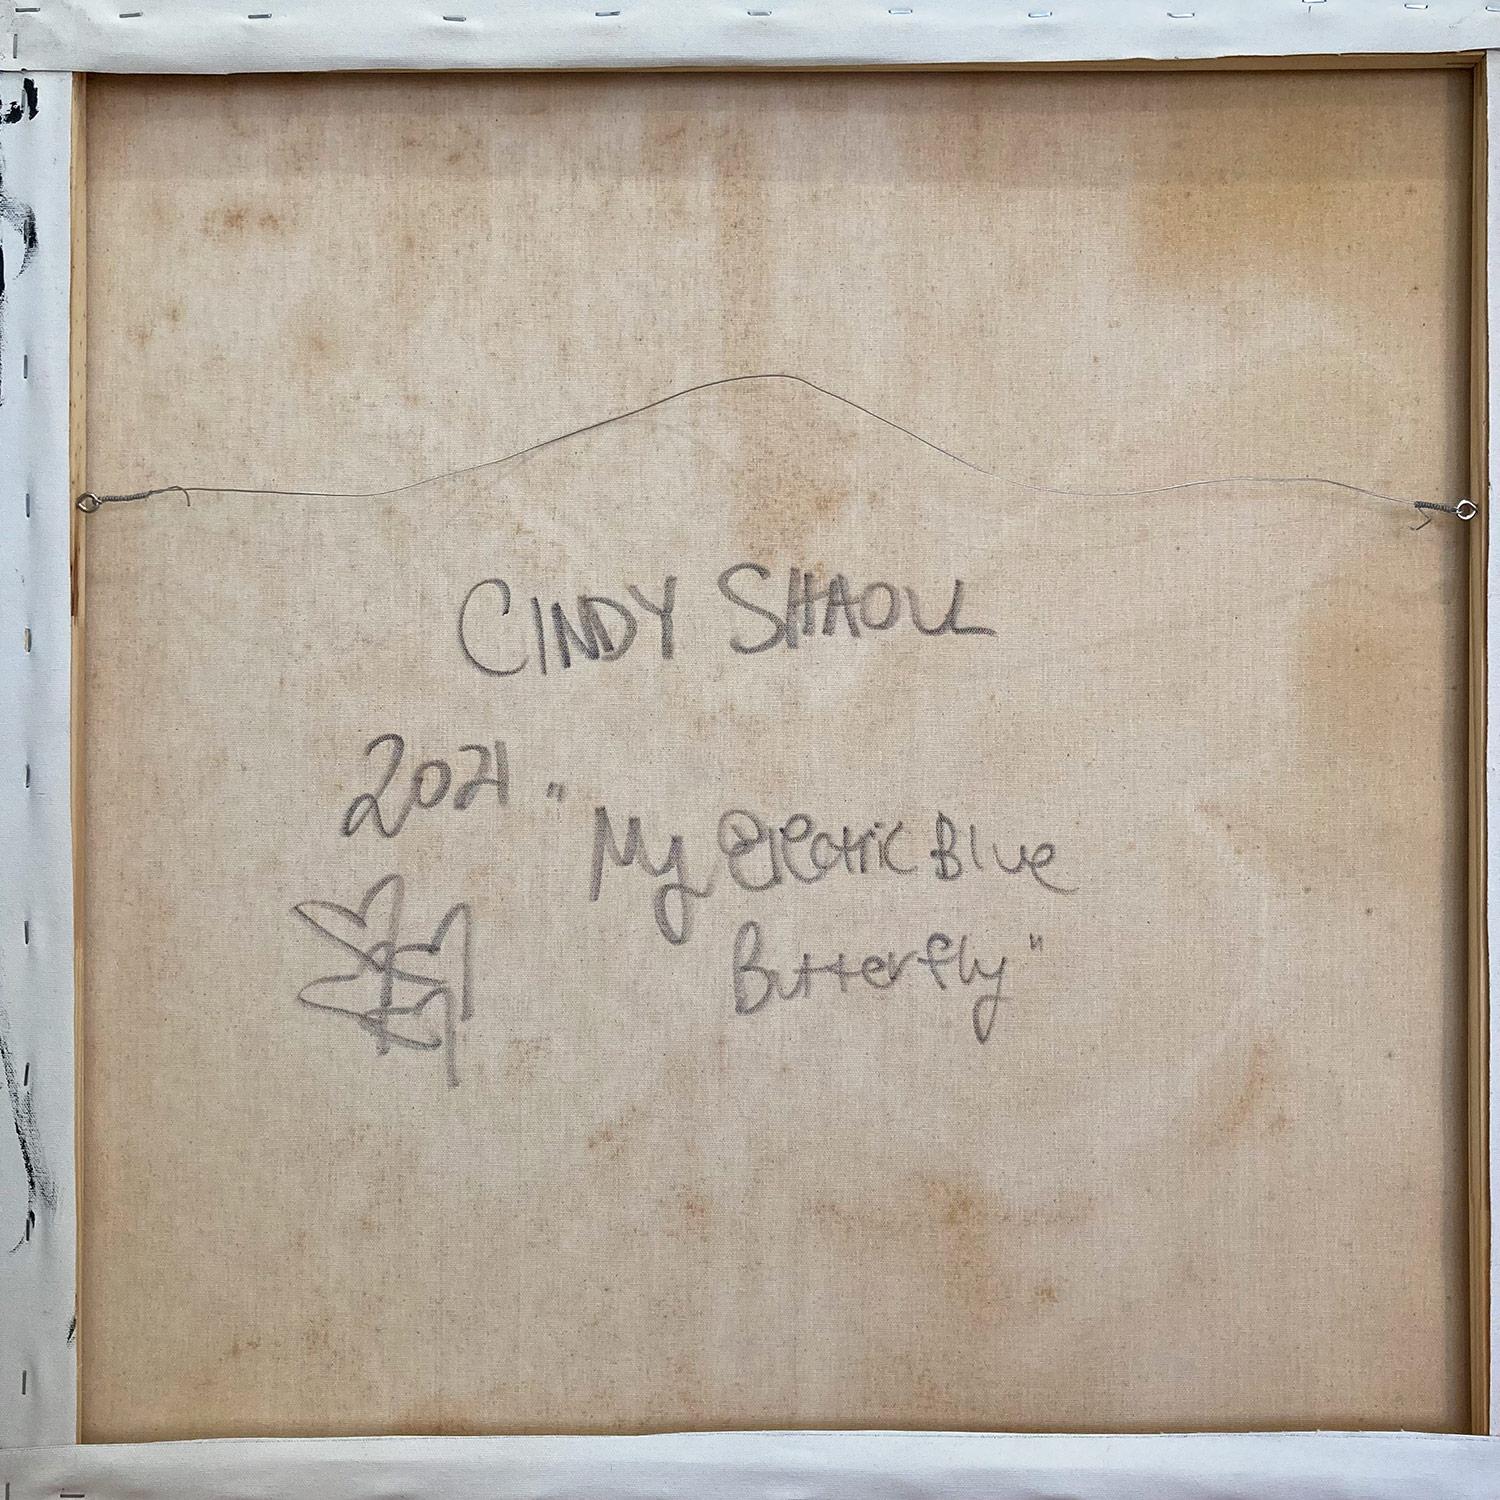 CINDY SHAOUL
2021 "My Electric Blue
Butterfly"